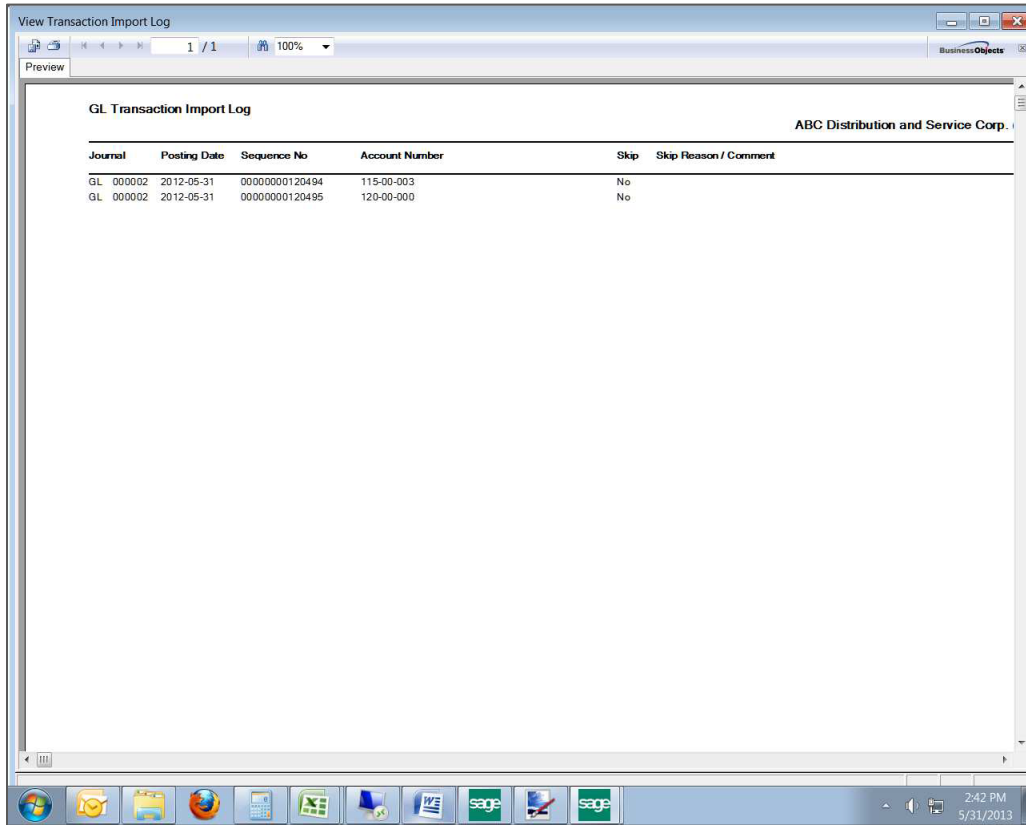 View Transaction Import Log
1 / 1 100%
BusinessObjects
Preview
GL Transaction Import Log
ABC Distribution and Service Corp.
Journal Posting Date Sequence No Account Number Skip Skip Reason / Comment
GL 000002 2012-05-31 00000000120494 115-00-003 No
GL 000002 2012-05-31 00000000120495 120-00-000 No
sage sage
2:42 PM
5/31/2013